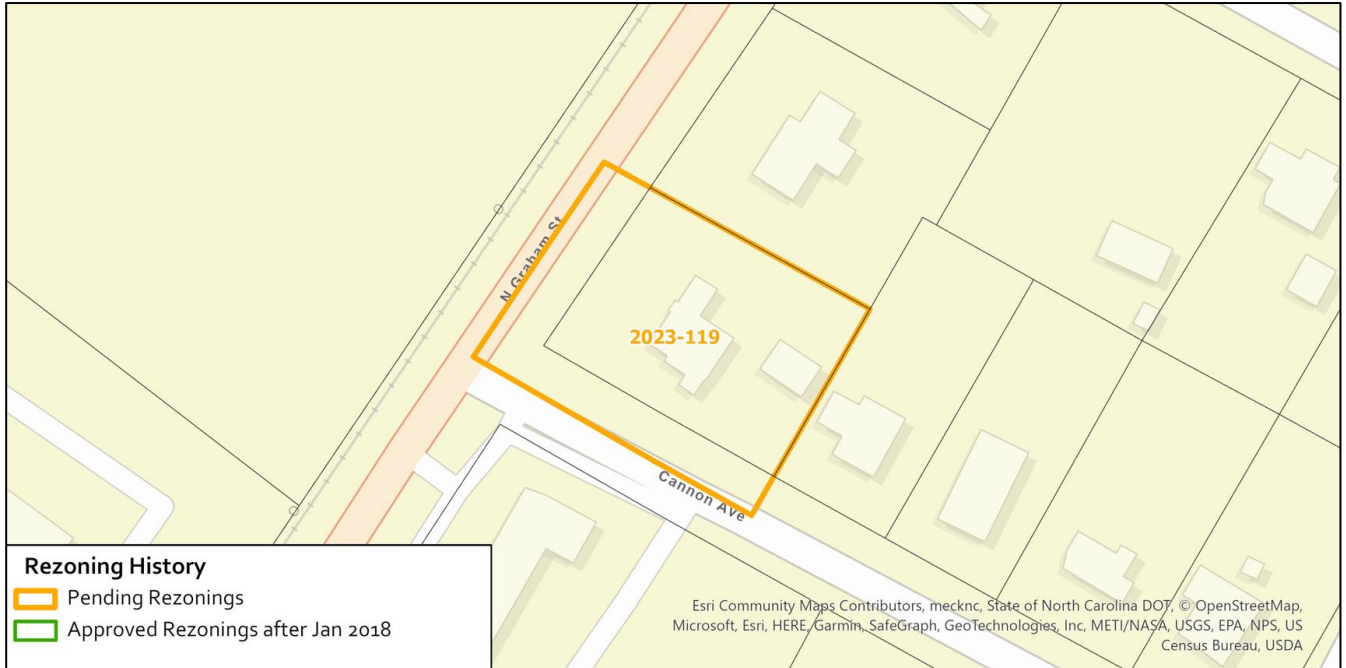 N Graham St
2023-119
Cannon Ave
Rezoning History
Pending Rezonings
Approved Rezonings after Jan 2018
Esri Community Maps Contributors, mecknc, State of North Carolina DOT, © OpenStreetMap,
Microsoft, Esri, HERE, Garmin, SafeGraph, GeoTechnologies, Inc, METI/NASA, USGS, EPA, NPS, US
Census Bureau, USDA